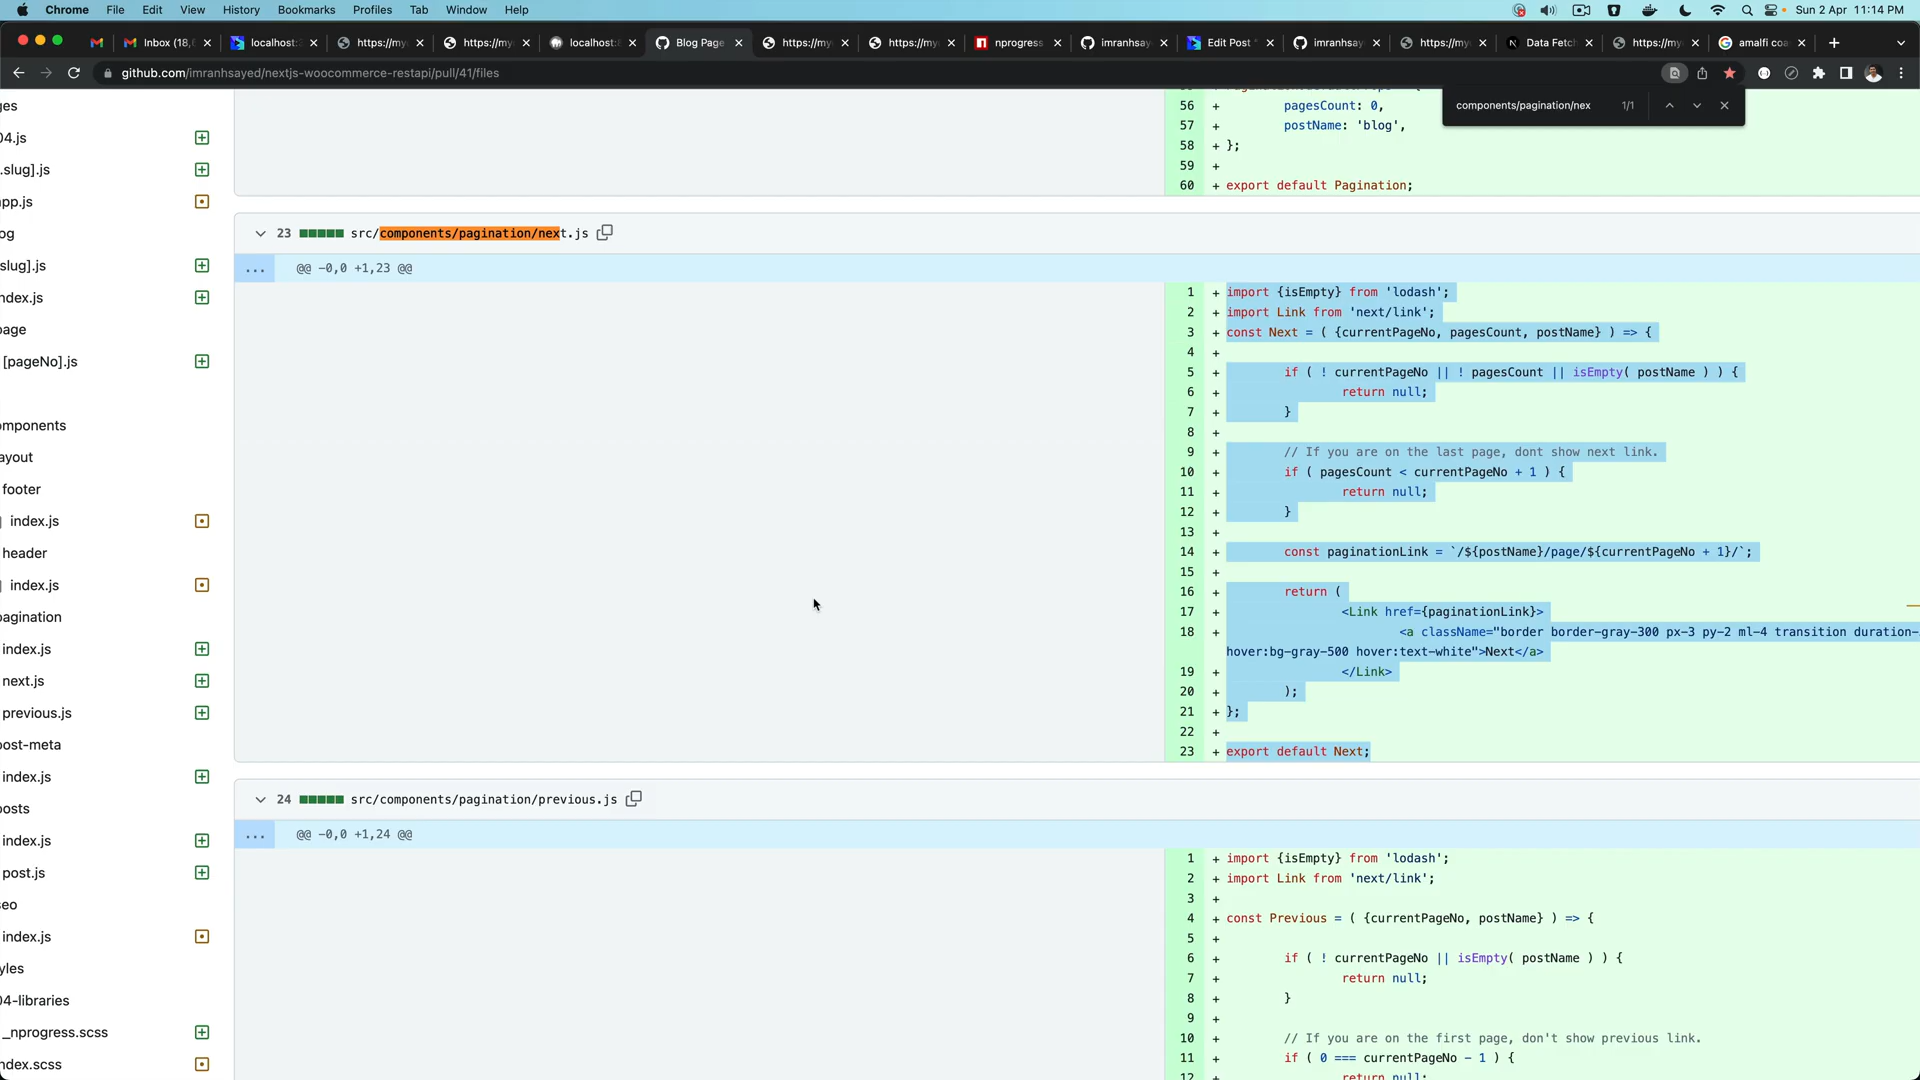 Chrome File Edit View History Bookmarks Profiles Tab Window Help Sun 2 Apr 11:14 PM
Inbox (18, localhost: https://my https://my localhost:8 Blog Page https://my https://my nprogress imranhsay Edit Post imranhsay https://my Data Fetc https://my amalfi coa
github.com/imranhsayed/nextjs-woocommerce-restapi/pull/41/files
components/pagination/nex 1/1
ges
04.js
.slug].js
pp.js
og
slug].js
ndex.js
page
[pageNo].js
omponents
ayout
footer
index.js
header
index.js
pagination
index.js
next.js
previous.js
post-meta
index.js
posts
index.js
post.js
seo
index.js
yles
04-libraries
_nprogress.scss
ndex.scss
56 + pagesCount: 0,
57 + postName: 'blog',
58 + };
59 +
60 + export default Pagination;
23 src/components/pagination/next.js
... @@ -0,0 +1,23 @@
1 + import {isEmpty} from 'lodash';
2 + import Link from 'next/link';
3 + const Next = ( {currentPageNo, pagesCount, postName} ) => {
4 +
5 + if ( ! currentPageNo || ! pagesCount || isEmpty( postName ) ) {
6 + return null;
7 + }
8 +
9 + // If you are on the last page, dont show next link.
10 + if ( pagesCount < currentPageNo + 1 ) {
11 + return null;
12 + }
13 +
14 + const paginationLink = `/${postName}/page/${currentPageNo + 1}/`;
15 +
16 + return (
17 + <Link href={paginationLink}>
18 + <a className="border border-gray-300 px-3 py-2 ml-4 transition duration-
hover:bg-gray-500 hover:text-white">Next</a>
19 + </Link>
20 + );
21 + };
22 +
23 + export default Next;
24 src/components/pagination/previous.js
... @@ -0,0 +1,24 @@
1 + import {isEmpty} from 'lodash';
2 + import Link from 'next/link';
3 +
4 + const Previous = ( {currentPageNo, postName} ) => {
5 +
6 + if ( ! currentPageNo || isEmpty( postName ) ) {
7 + return null;
8 + }
9 +
10 + // If you are on the first page, don't show previous link.
11 + if ( 0 === currentPageNo - 1 ) {
12 return null;